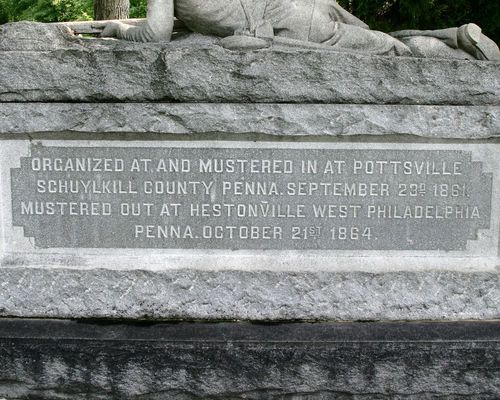 ORGANIZED AT, AND MUSTERED IN AT POTTSVILLE
SCHUYLKILL COUNTY, PENNA. SEPTEMBER 23RD 1861.
MUSTERED OUT AT HESTONVILLE WEST PHILADELPHIA
PENNA. OCTOBER 21ST 1864.